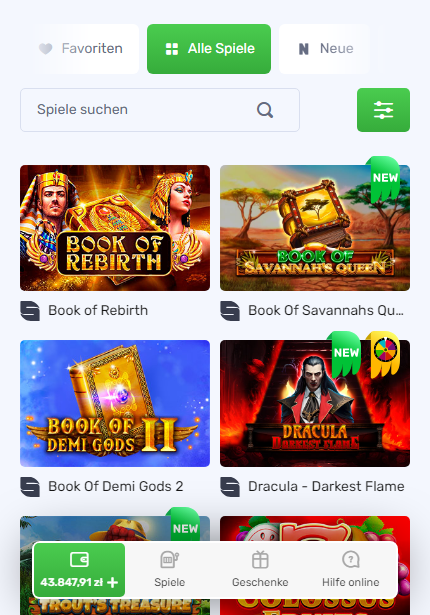 Favoriten
Alle Spiele
N Neue
Spiele suchen
NEW
BOOK OF
REBIRTH
BOOK OF
SAVANNAH'S QUEEN
Book of Rebirth
Book Of Savannahs Qu...
NEW
BOOK OF
DEMI GODS II
DRACULA
DARKEST FLAME
Book Of Demi Gods 2
Dracula - Darkest Flame
NEW
TROUT'S TREASURE
COLOSSUS
FRUITS
43.847,91 zł +
Spiele
Geschenke
Hilfe online